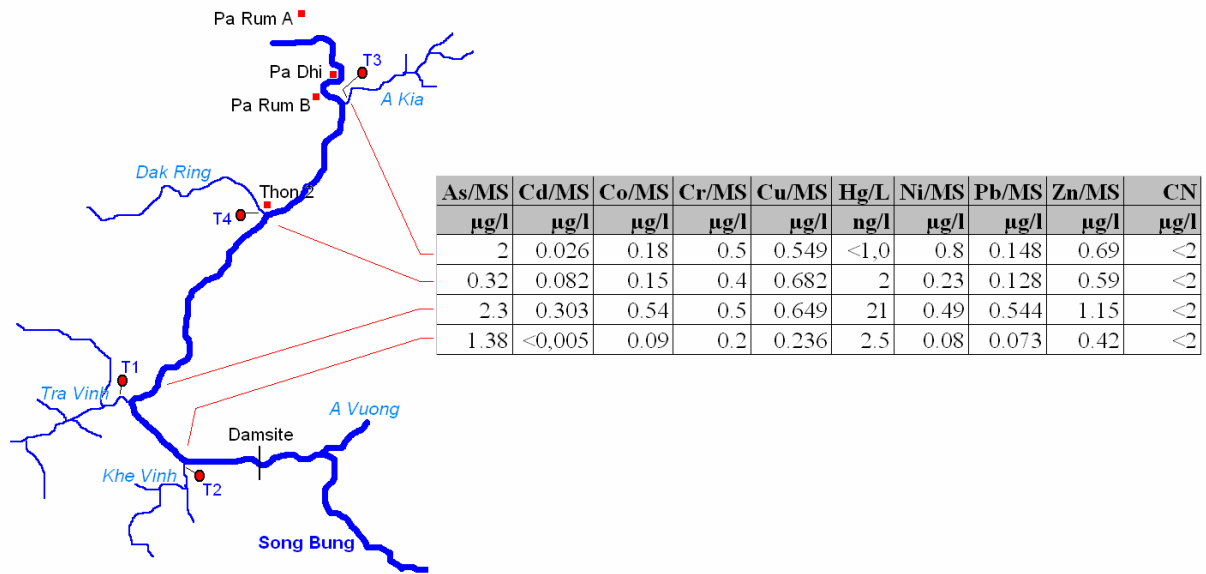 Pa Rum A
T3
Pa Dhi
Pa Rum B
A Kia
Dak Ring
Thon 2
T4
As/MS Cd/MS Co/MS Cr/MS Cu/MS Hg/L Ni/MS Pb/MS Zn/MS CN
µg/l µg/l µg/l µg/l µg/l ng/l µg/l µg/l µg/l µg/l
2 0.026 0.18 0.5 0.549 <1,0 0.8 0.148 0.69 <2
0.32 0.082 0.15 0.4 0.682 2 0.23 0.128 0.59 <2
2.3 0.303 0.54 0.5 0.649 21 0.49 0.544 1.15 <2
1.38 <0,005 0.09 0.2 0.236 2.5 0.08 0.073 0.42 <2
T1
Tra Vinh
A Vuong
Damsite
Khe Vinh
T2
Song Bung